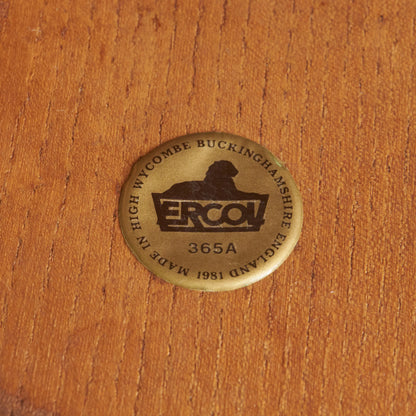 MADE IN HIGH WYCOMBE BUCKINGHAMSHIRE ENGLAND
ERCOL
365A
1981